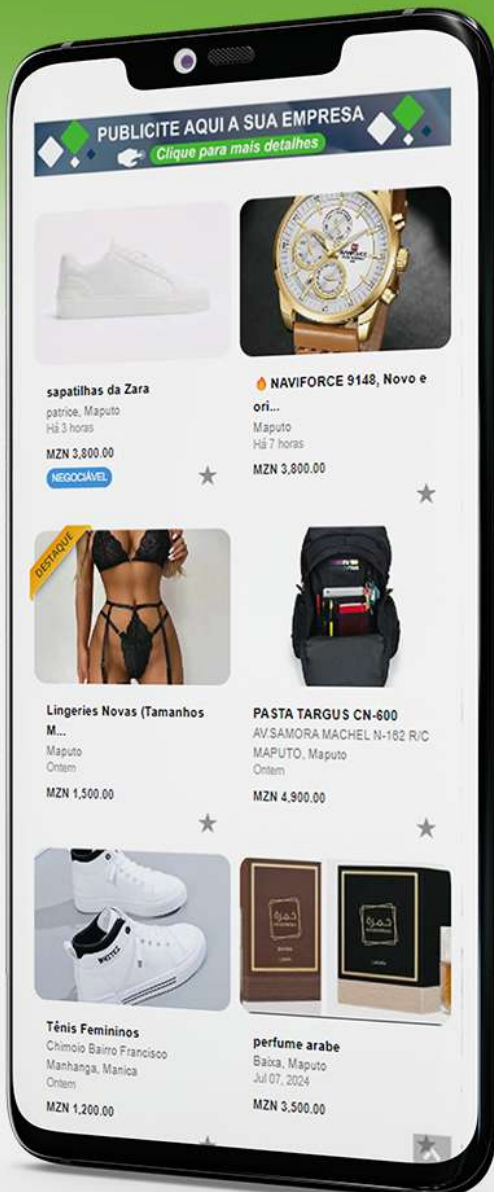 PUBLICITE AQUI A SUA EMPRESA
Clique para mais detalhes
sapatilhas da Zara
patrice, Maputo
Há 3 horas
MZN 3,800.00
NEGOCIÁVEL
NAVIFORCE 9148, Novo e
ori...
Maputo
Há 7 horas
MZN 3,800.00
DESTAQUE
Lingeries Novas (Tamanhos
M...
Maputo
Ontem
MZN 1,500.00
PASTA TARGUS CN-600
AV.SAMORA MACHEL N-162 R/C
MAPUTO, Maputo
Ontem
MZN 4,900.00
Tênis Femininos
Chimoio Bairro Francisco
Manhanga, Manica
Ontem
MZN 1,200.00
perfume arabe
Baixa, Maputo
Jul 07, 2024
MZN 3,500.00